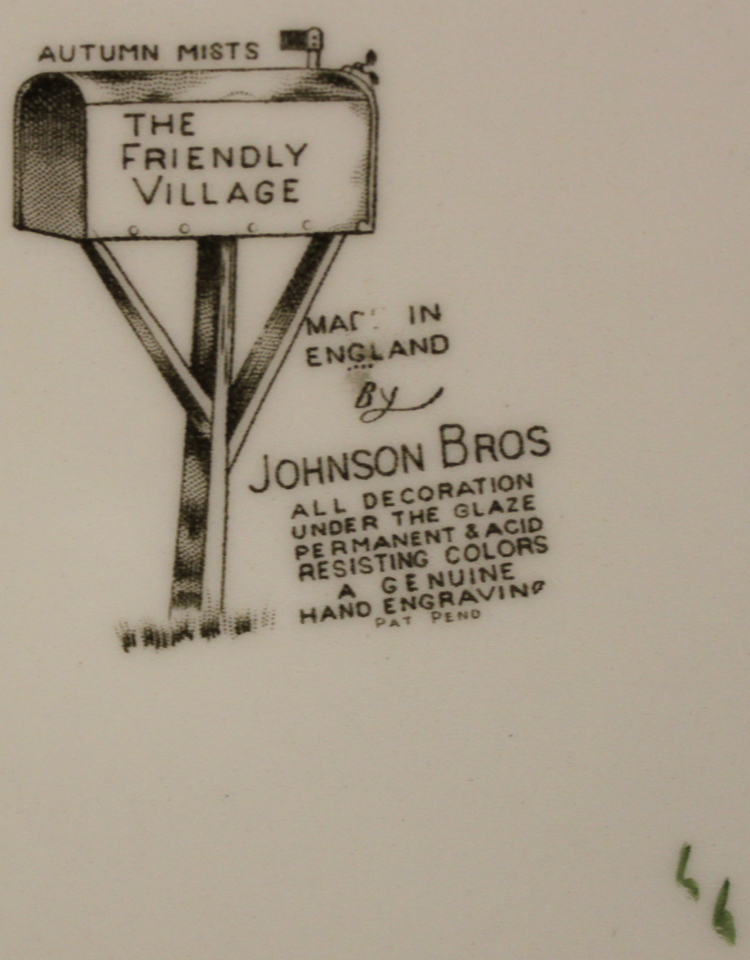 AUTUMN MISTS
THE
FRIENDLY
VILLAGE
MADE IN
ENGLAND
By
JOHNSON BROS
ALL DECORATION
UNDER THE GLAZE
PERMANENT & ACID
RESISTING COLORS
A GENUINE
HAND ENGRAVING
PAT PEND